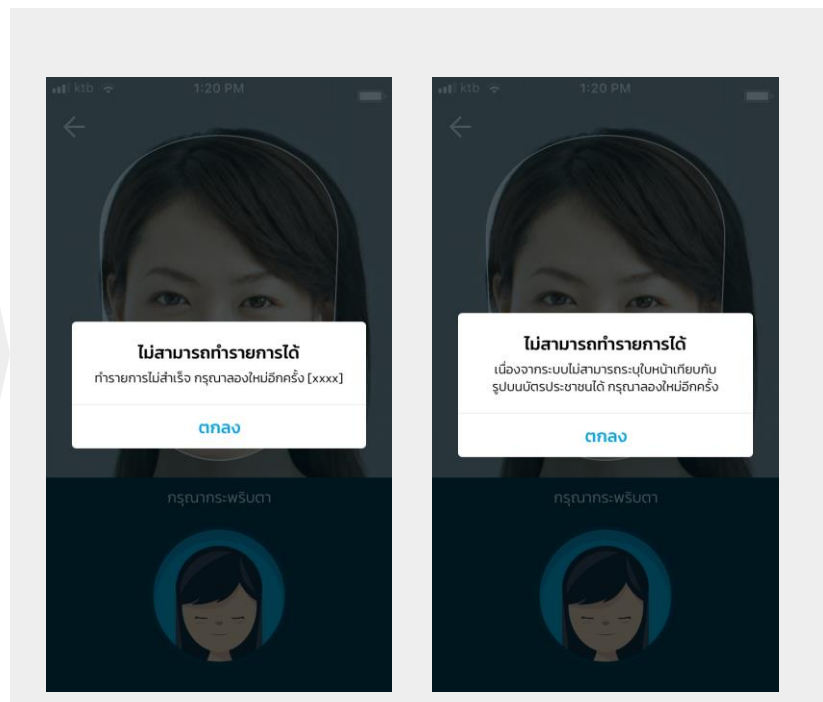 ktb 1:20 PM
ไม่สามารถทำรายการได้
ทำรายการไม่สำเร็จ กรุณาลองใหม่อีกครั้ง [xxxx]
ตกลง
กรุณากระพริบตา
ktb 1:20 PM
ไม่สามารถทำรายการได้
เนื่องจากระบบไม่สามารถระบุใบหน้าเทียบกับ
รูปบนบัตรประชาชนได้ กรุณาลองใหม่อีกครั้ง
ตกลง
กรุณากระพริบตา